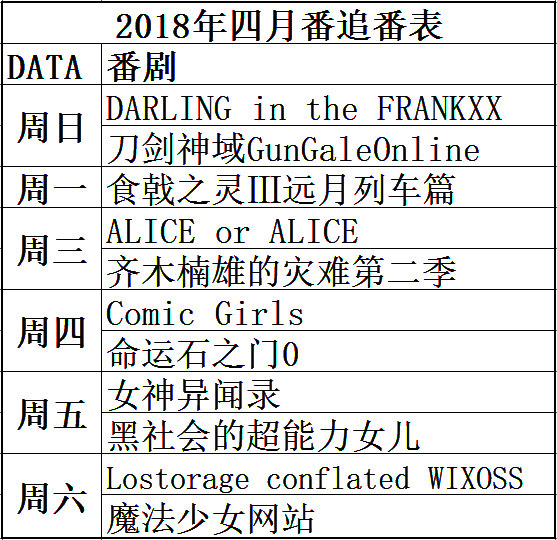 2018年四月番追番表
DATA 番剧
周日
DARLING in the FRANKXX
刀剑神域GunGaleOnline
周一 食戟之灵Ⅲ远月列车篇
周三
ALICE or ALICE
齐木楠雄的灾难第二季
周四
Comic Girls
命运石之门0
周五
女神异闻录
黑社会的超能力女儿
周六
Lostorage conflated WIXOSS
魔法少女网站